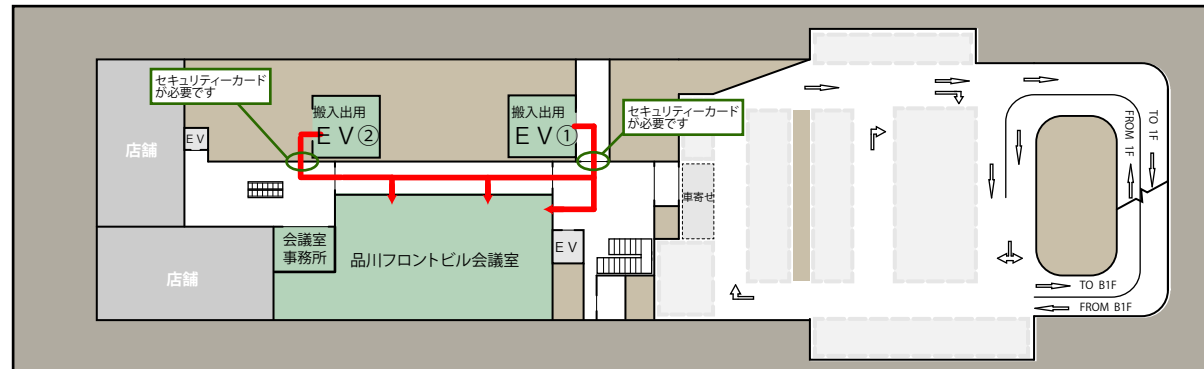 セキュリティーカード
が必要です
搬入出用
ＥＶ②
搬入出用
ＥＶ①
セキュリティーカード
が必要です
ＥＶ
店舗
車寄せ
会議室
事務所
品川フロントビル会議室
ＥＶ
店舗
TO 1F
FROM 1F
TO B1F
FROM B1F